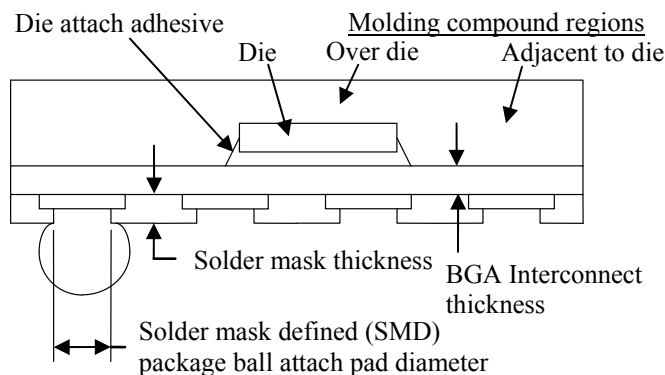 Die attach adhesive
Molding compound regions
Die
Over die
Adjacent to die
Solder mask thickness
BGA Interconnect
thickness
Solder mask defined (SMD)
package ball attach pad diameter